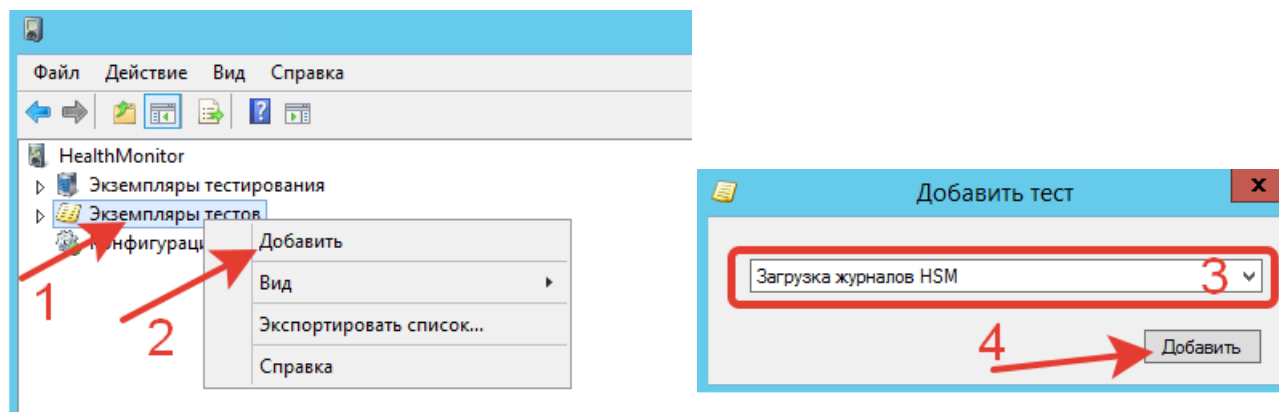 Файл Действие Вид Справка
HealthMonitor
Экземпляры тестирования
Экземпляры тестов
Добавить
Вид
Экспортировать список...
Справка
1
2
Добавить тест
x
Загрузка журналов HSM
3
4
Добавить